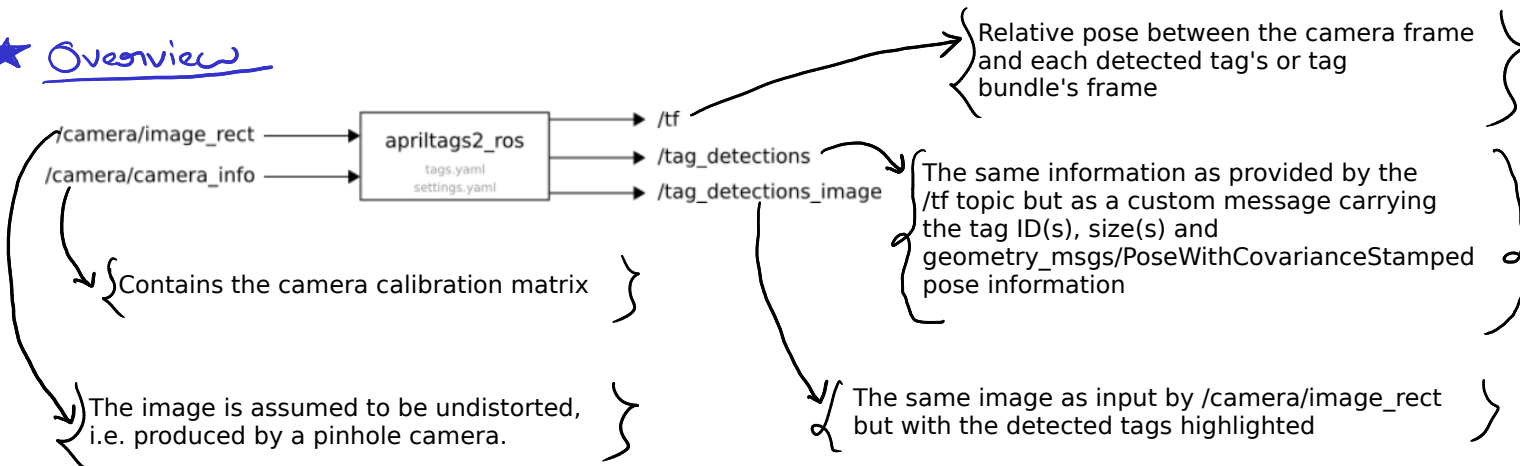 Overview
/camera/image_rect
/camera/camera_info
apriltags2_ros
tags.yaml
settings.yaml
/tf
/tag_detections
/tag_detections_image
Relative pose between the camera frame
and each detected tag's or tag
bundle's frame
The same information as provided by the
/tf topic but as a custom message carrying
the tag ID(s), size(s) and
geometry_msgs/PoseWithCovarianceStamped
pose information
Contains the camera calibration matrix
The image is assumed to be undistorted,
i.e. produced by a pinhole camera.
The same image as input by /camera/image_rect
but with the detected tags highlighted